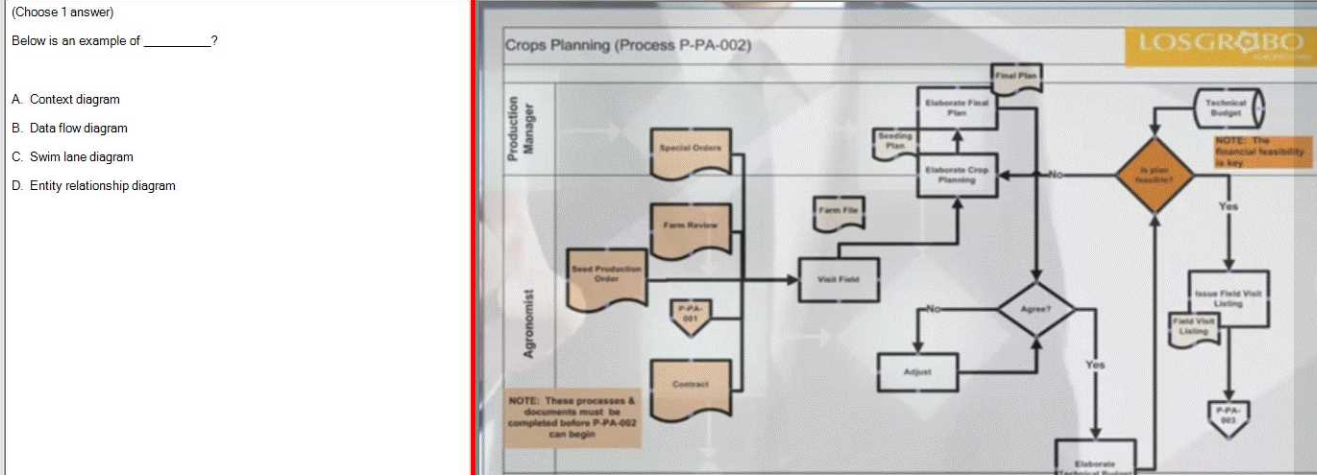 (Choose 1 answer)
Below is an example of __________?
A. Context diagram
B. Data flow diagram
C. Swim lane diagram
D. Entity relationship diagram
Crops Planning (Process P-PA-002)
LOSGROBO
Production
Manager
Agronomist
Special Orders
Farm Review
Seed Production
Order
P-PA-
001
Contract
NOTE: These processes &
documents must be
completed before P-PA-002
can begin
Farm File
Visit Field
Seeding
Plan
Elaborate Final
Plan
Final Plan
Elaborate Crop
Planning
No
Agree?
Adjust
Yes
Elaborate
Technical Budget
Technical
Budget
NOTE: The
financial feasibility
is key
Is plan
feasible?
No
Yes
Issue Field Visit
Listing
Field Visit
Listing
P-PA-
003